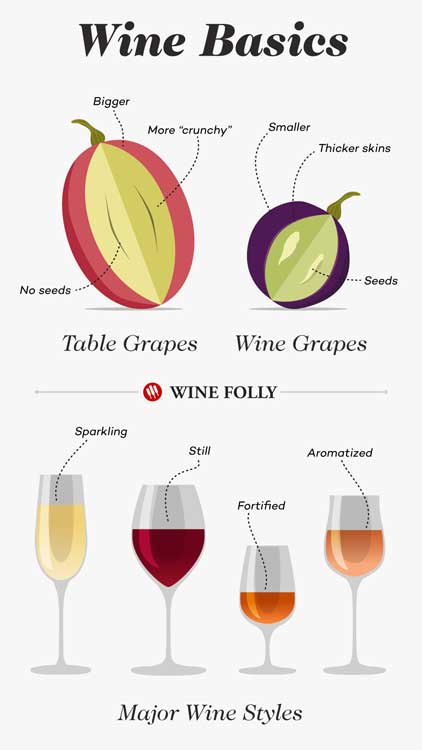 Wine Basics
Bigger
More “crunchy”
No seeds
Smaller
Thicker skins
Seeds
Table Grapes
Wine Grapes
WINE FOLLY
Sparkling
Still
Fortified
Aromatized
Major Wine Styles